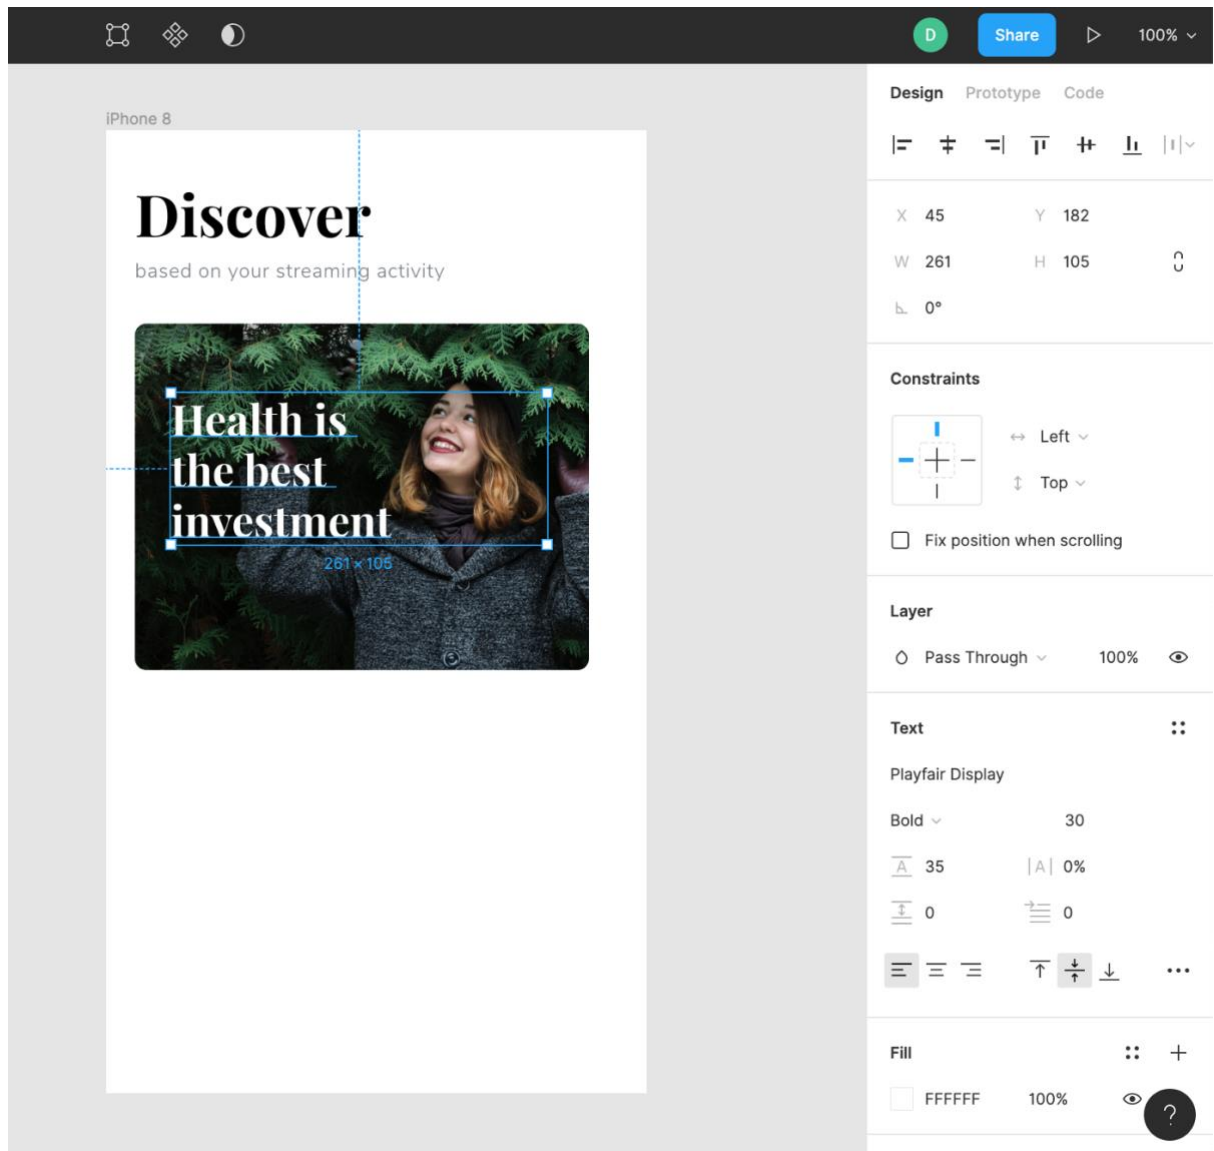 D
Share
100%
Design Prototype Code
iPhone 8
Discover
based on your streaming activity
Health is
the best
investment
261 × 105
X 45 Y 182
W 261 H 105
0°
Constraints
Left
Top
Fix position when scrolling
Layer
Pass Through 100%
Text
Playfair Display
Bold 30
A 35 |A| 0%
0 0
Fill
FFFFFF 100%
?